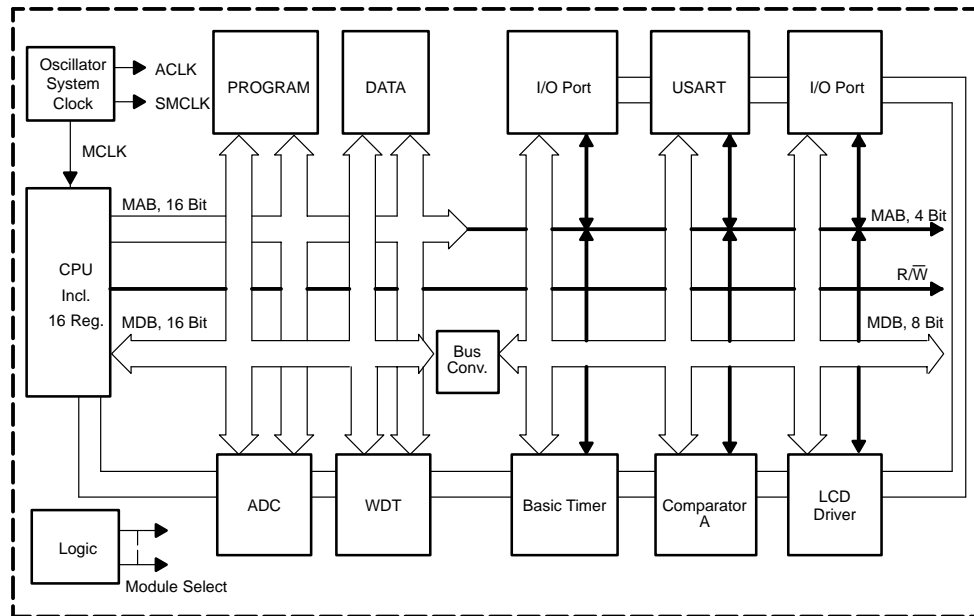 Oscillator
System
Clock
ACLK
SMCLK
MCLK
PROGRAM
DATA
I/O Port
USART
I/O Port
CPU
Incl.
16 Reg.
MAB, 16 Bit
MAB, 4 Bit
R/W̅
MDB, 16 Bit
MDB, 8 Bit
Bus
Conv.
ADC
WDT
Basic Timer
Comparator
A
LCD
Driver
Logic
Module Select